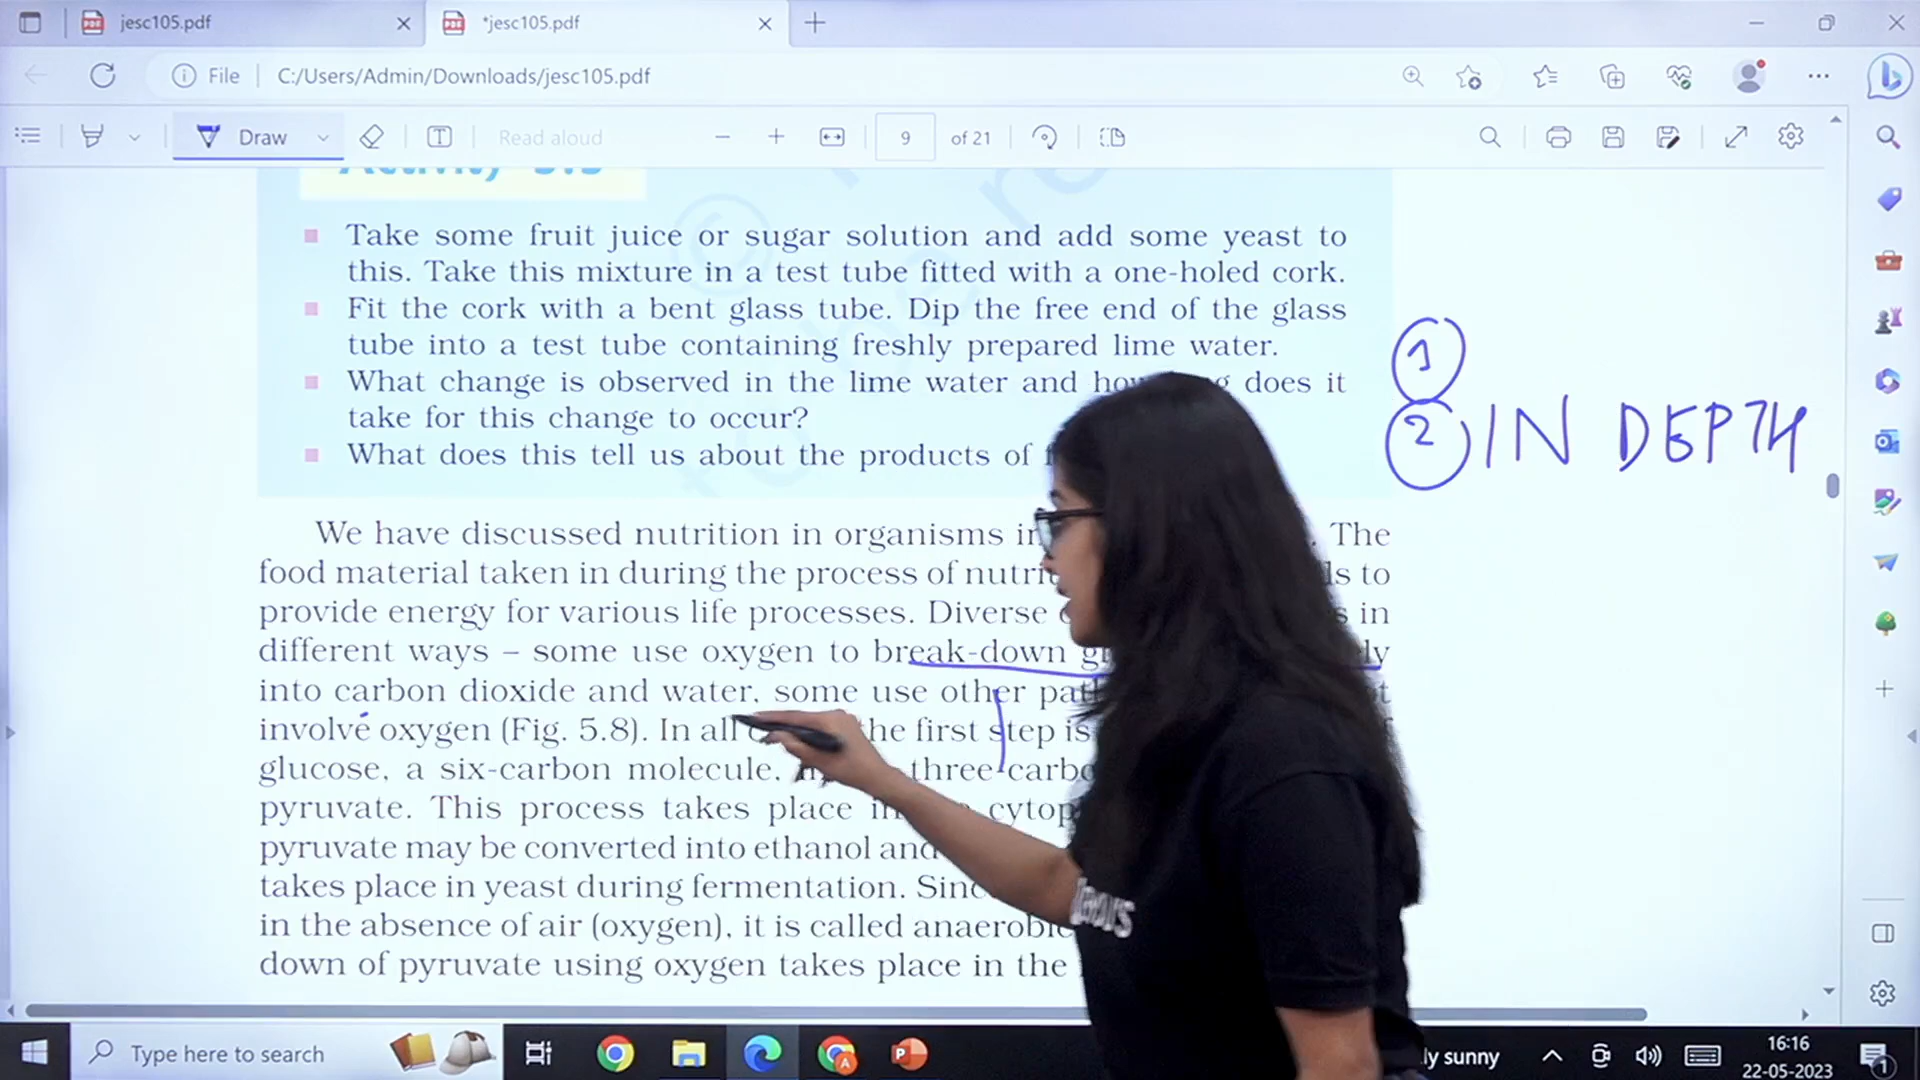 jesc105.pdf
*jesc105.pdf
File
C:/Users/Admin/Downloads/jesc105.pdf
Draw
Read aloud
9
of 21
Take some fruit juice or sugar solution and add some yeast to
this. Take this mixture in a test tube fitted with a one-holed cork.
Fit the cork with a bent glass tube. Dip the free end of the glass
tube into a test tube containing freshly prepared lime water.
What change is observed in the lime water and does it
take for this change to occur?
What does this tell us about the products of
1
2 IN DEPTH
We have discussed nutrition in organisms The
food material taken in during the process of to
provide energy for various life processes. Diverse in
different ways – some use oxygen to break-down
into carbon dioxide and water, some use other
involve oxygen (Fig. 5.8). In all the first step is
glucose, a six-carbon molecule, three-
pyruvate. This process takes place
pyruvate may be converted into ethanol
takes place in yeast during fermentation.
in the absence of air (oxygen), it is called
down of pyruvate using oxygen takes place in the
Type here to search
sunny
16:16
22-05-2023
1